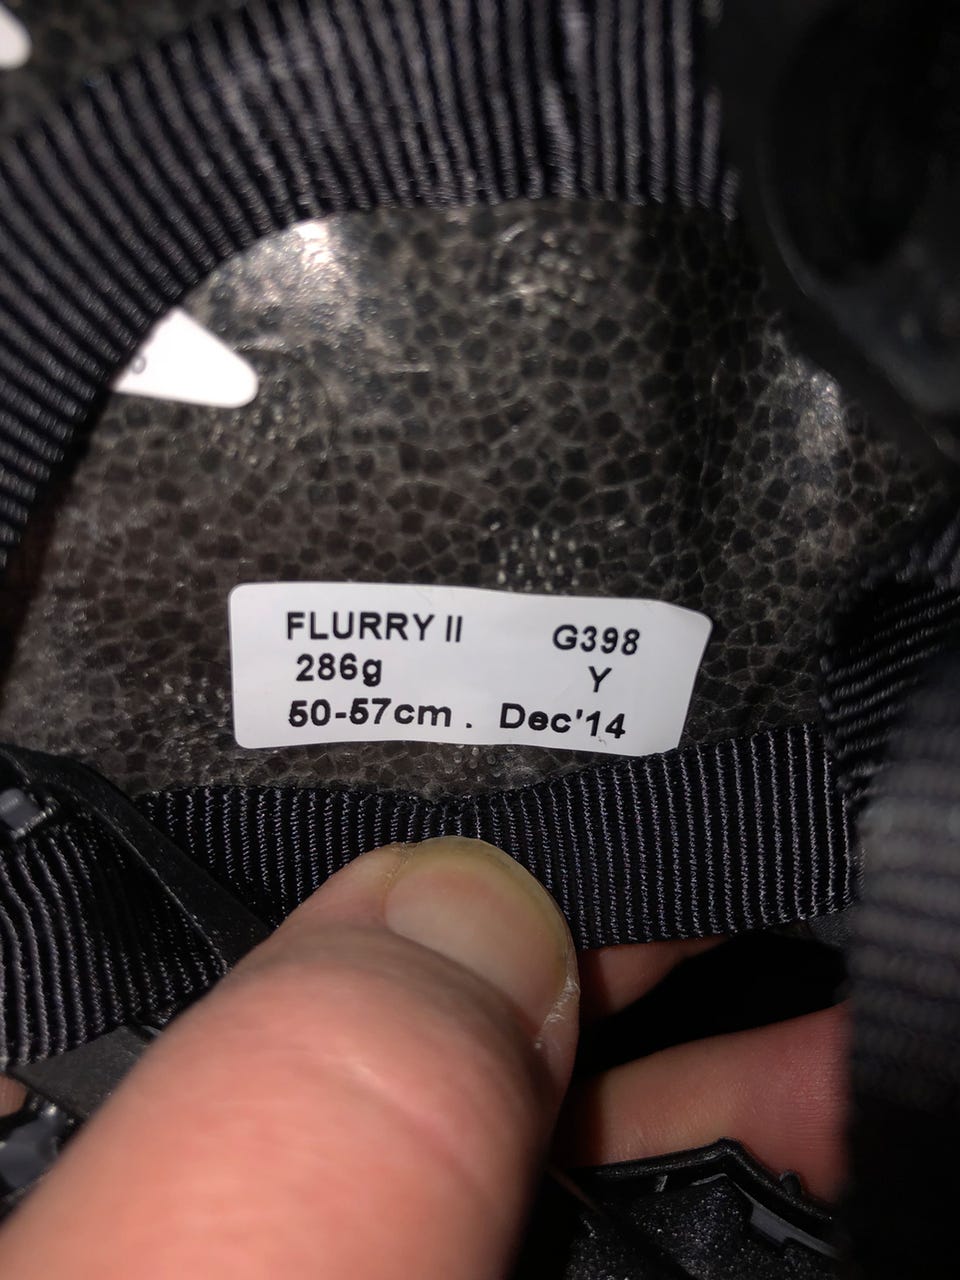 FLURRY II G398
286g Y
50-57cm . Dec'14